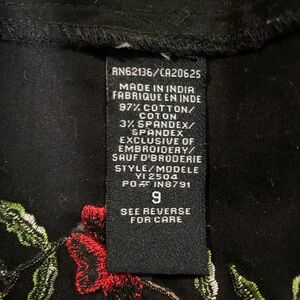 RN62136/CA20625
MADE IN INDIA
FABRIQUE EN INDE
97% COTTON/
COTON
3% SPANDEX/
SPANDEX
EXCLUSIVE OF
EMBROIDERY/
SAUF D'BRODERIE
STYLE/MODELE
YI2504
PO# IN8791
9
SEE REVERSE
FOR CARE